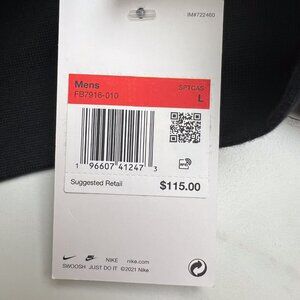 IM#722460
Mens SPTCAS
FB7916-010 L
1 96607 41247 3
Suggested Retail $115.00
NIKE nike.com
SWOOSH JUST DO IT ©2021 Nike